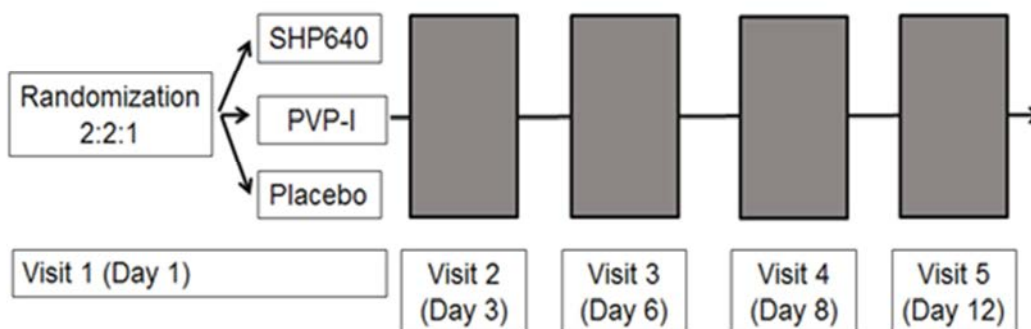 SHP640
Randomization
2:2:1
PVP-I
Placebo
Visit 1 (Day 1)
Visit 2
(Day 3)
Visit 3
(Day 6)
Visit 4
(Day 8)
Visit 5
(Day 12)